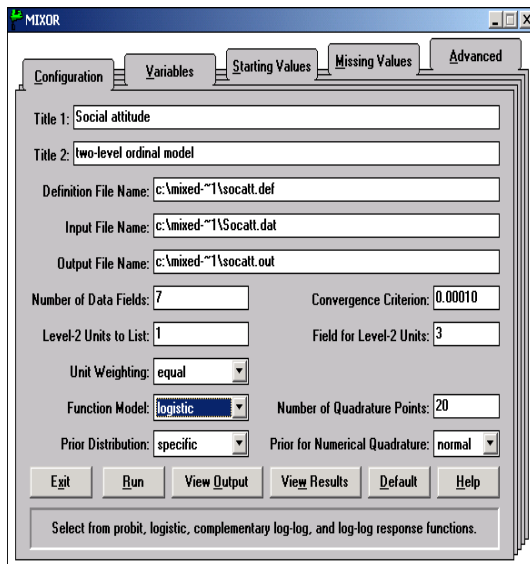 MIXOR
Configuration Variables Starting Values Missing Values Advanced
Title 1: Social attitude
Title 2: two-level ordinal model
Definition File Name: c:\mixed-~1\socatt.def
Input File Name: c:\mixed-~1\Socatt.dat
Output File Name: c:\mixed-~1\socatt.out
Number of Data Fields: 7 Convergence Criterion: 0.00010
Level-2 Units to List: 1 Field for Level-2 Units: 3
Unit Weighting: equal
Function Model: logistic Number of Quadrature Points: 20
Prior Distribution: specific Prior for Numerical Quadrature: normal
Exit Run View Output View Results Default Help
Select from probit, logistic, complementary log-log, and log-log response functions.